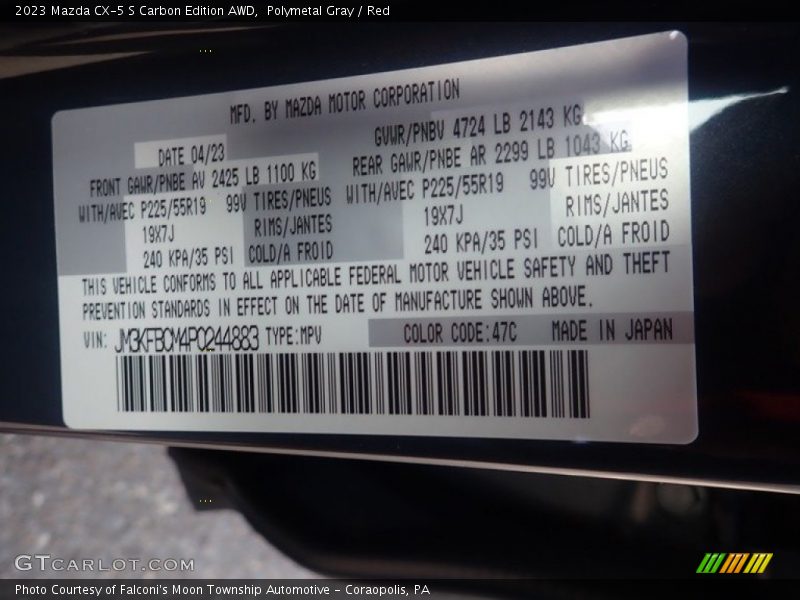 2023 Mazda CX-5 S Carbon Edition AWD, Polymetal Gray / Red
MFD. BY MAZDA MOTOR CORPORATION
DATE 04/23 GVWR/PNBV 4724 LB 2143 KG
FRONT GAWR/PNBE AV 2425 LB 1100 KG REAR GAWR/PNBE AR 2299 LB 1043 KG
WITH/AVEC P225/55R19 99V TIRES/PNEUS WITH/AVEC P225/55R19 99V TIRES/PNEUS
19X7J RIMS/JANTES 19X7J RIMS/JANTES
240 KPA/35 PSI COLD/A FROID 240 KPA/35 PSI COLD/A FROID
THIS VEHICLE CONFORMS TO ALL APPLICABLE FEDERAL MOTOR VEHICLE SAFETY AND THEFT
PREVENTION STANDARDS IN EFFECT ON THE DATE OF MANUFACTURE SHOWN ABOVE.
VIN: JM3KFBCM4P0244883 TYPE:MPV COLOR CODE:47C MADE IN JAPAN
GTCARLOT.COM
Photo Courtesy of Falconi's Moon Township Automotive - Coraopolis, PA